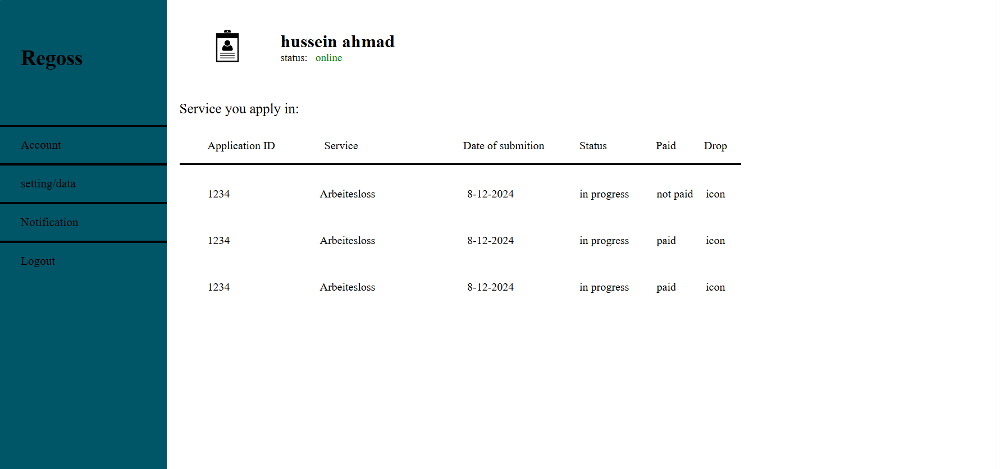 Regoss
Account
setting/data
Notification
Logout
hussein ahmad
status: online
Service you apply in:
Application ID Service Date of submition Status Paid Drop
1234 Arbeitesloss 8-12-2024 in progress not paid icon
1234 Arbeitesloss 8-12-2024 in progress paid icon
1234 Arbeitesloss 8-12-2024 in progress paid icon